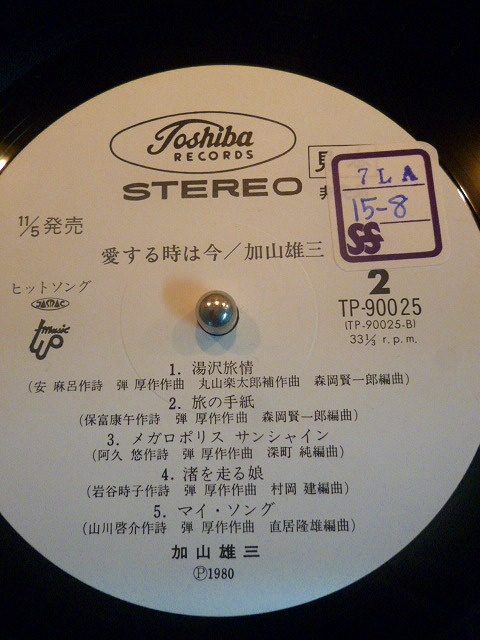 Toshiba
RECORDS
STEREO
7 L A
15-8
SS
11/5 発売
愛する時は今／加山雄三
ヒットソング
JASRAC
music
up
2
TP-90025
(TP-90025-B)
33⅓ r.p.m.
1. 湯沢旅情
(安 麻呂作詩 弾 厚作作曲 丸山楽太郎補作曲 森岡賢一郎編曲)
2. 旅の手紙
(保富康午作詩 弾 厚作作曲 森岡賢一郎編曲)
3. メガロポリス サンシャイン
(阿久 悠作詩 弾 厚作作曲 深町 純編曲)
4. 渚を走る娘
(岩谷時子作詩 弾 厚作作曲 村岡 建編曲)
5. マイ・ソング
(山川啓介作詩 弾 厚作作曲 直居隆雄編曲)
加山雄三
Ⓟ1980